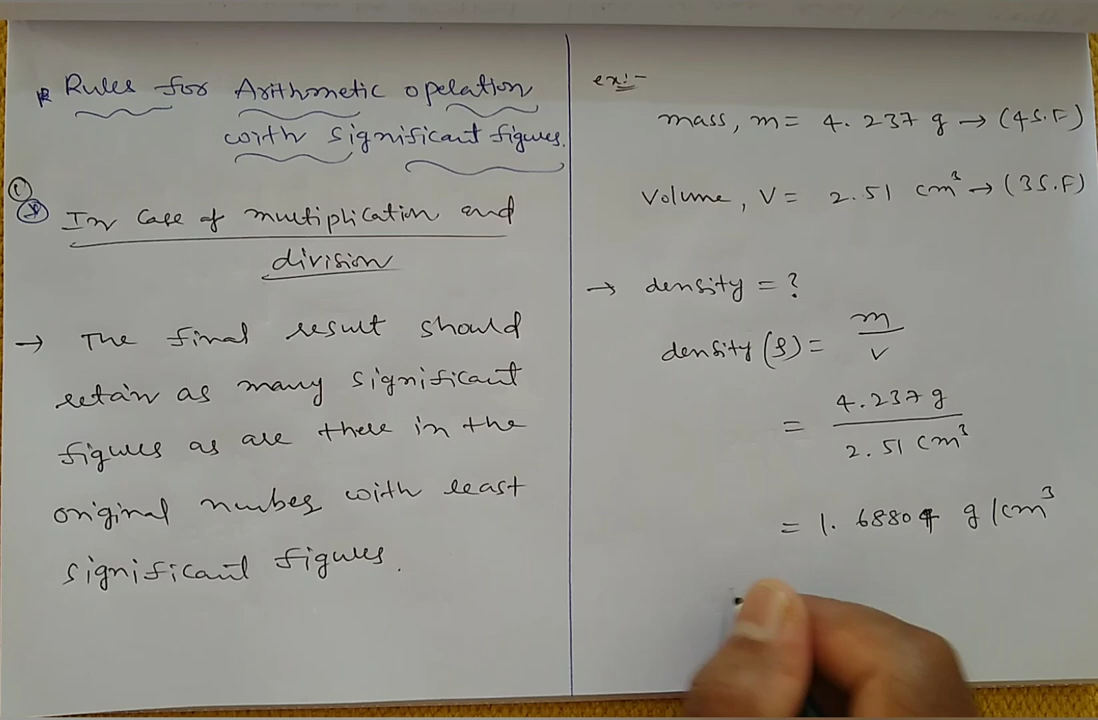 Rules for Arithmetic operation
with significant figures.
(1)
In case of multiplication and
division
→ The final result should
retain as many significant
figures as are there in the
original number with least
significant figures.
ex:-
mass, m = 4.237 g → (4 S.F)
Volume, V = 2.51 cm³ → (3 S.F)
→ density = ?
density (ρ) = m/v
= 4.237 g / 2.51 cm³
= 1.68804 g/cm³